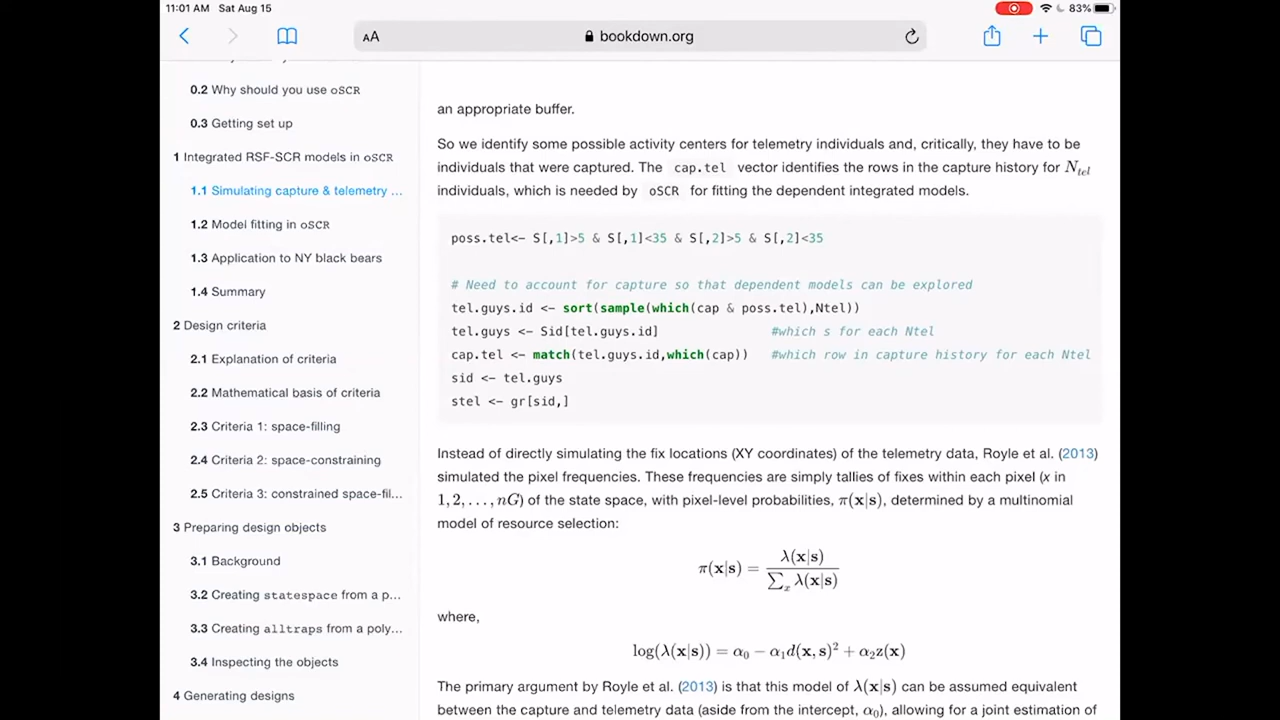 11:01 AM Sat Aug 15
83%
AA
bookdown.org
0.2 Why should you use oSCR
0.3 Getting set up
1 Integrated RSF-SCR models in oSCR
1.1 Simulating capture & telemetry ...
1.2 Model fitting in oSCR
1.3 Application to NY black bears
1.4 Summary
2 Design criteria
2.1 Explanation of criteria
2.2 Mathematical basis of criteria
2.3 Criteria 1: space-filling
2.4 Criteria 2: space-constraining
2.5 Criteria 3: constrained space-fil...
3 Preparing design objects
3.1 Background
3.2 Creating statespace from a p...
3.3 Creating alltraps from a poly...
3.4 Inspecting the objects
4 Generating designs
an appropriate buffer.
So we identify some possible activity centers for telemetry individuals and, critically, they have to be
individuals that were captured. The cap.tel vector identifies the rows in the capture history for N_tel
individuals, which is needed by oSCR for fitting the dependent integrated models.
poss.tel<- S[,1]>5 & S[,1]<35 & S[,2]>5 & S[,2]<35
# Need to account for capture so that dependent models can be explored
tel.guys.id <- sort(sample(which(cap & poss.tel),Ntel))
tel.guys <- Sid[tel.guys.id] #which s for each Ntel
cap.tel <- match(tel.guys.id,which(cap)) #which row in capture history for each Ntel
sid <- tel.guys
stel <- gr[sid,]
Instead of directly simulating the fix locations (XY coordinates) of the telemetry data, Royle et al. (2013)
simulated the pixel frequencies. These frequencies are simply tallies of fixes within each pixel (x in
1, 2, . . . , nG) of the state space, with pixel-level probabilities, π(x|s), determined by a multinomial
model of resource selection:
π(x|s) = λ(x|s) / ∑_x λ(x|s)
where,
log(λ(x|s)) = α₀ − α₁d(x, s)² + α₂z(x)
The primary argument by Royle et al. (2013) is that this model of λ(x|s) can be assumed equivalent
between the capture and telemetry data (aside from the intercept, α₀), allowing for a joint estimation of